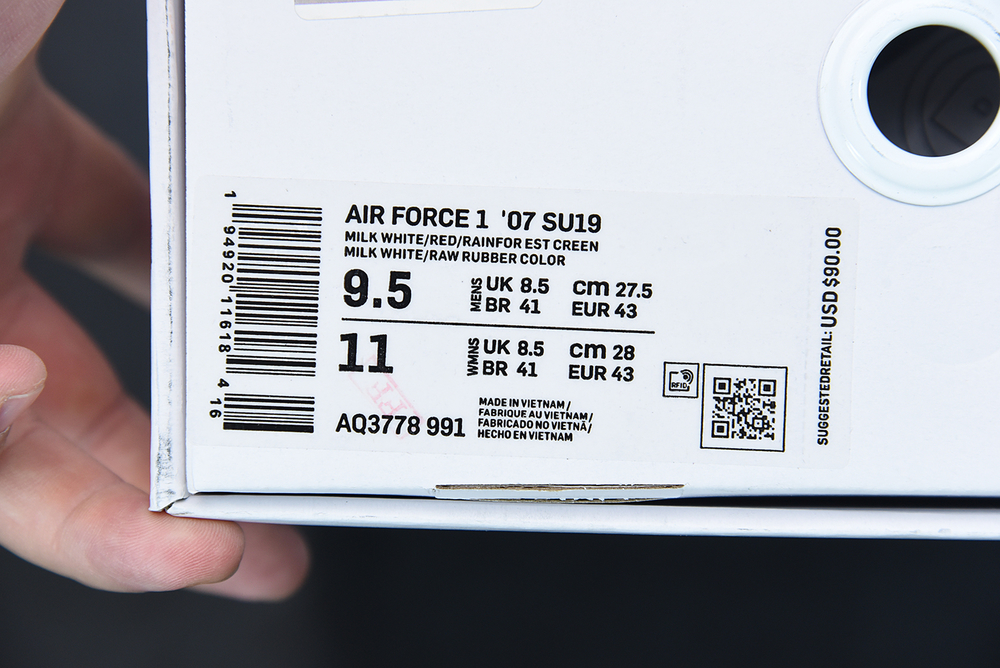 AIR FORCE 1 '07 SU19
MILK WHITE/RED/RAINFOR EST CREEN
MILK WHITE/RAW RUBBER COLOR
9.5 MENS UK 8.5 cm 27.5
BR 41 EUR 43
11 WMNS UK 8.5 cm 28
BR 41 EUR 43
AQ3778 991
MADE IN VIETNAM/
FABRIQUE AU VIETNAM/
FABRICADO NO VIETNÃ/
HECHO EN VIETNAM
RFID
SUGGESTEDRETAIL: USD $90.00
1 94920 11618 4 16